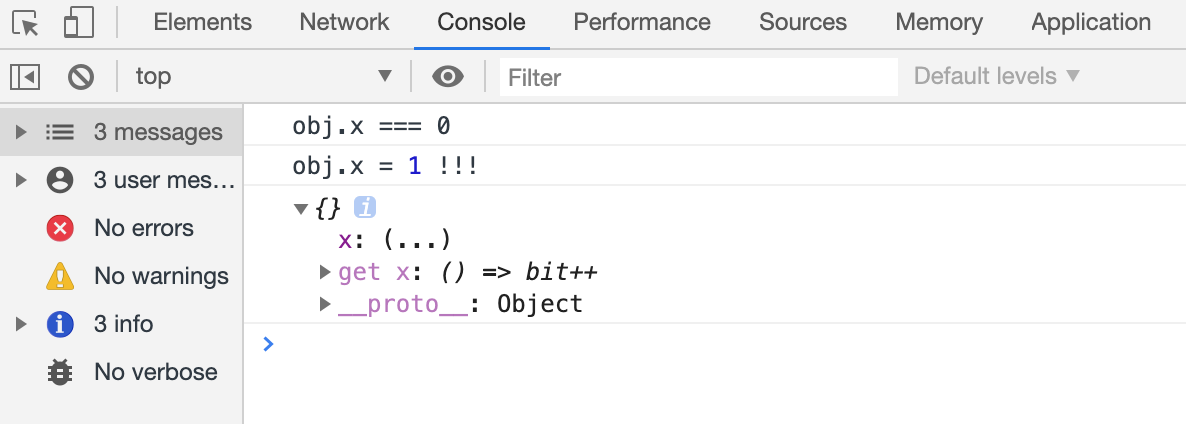 Elements Network Console Performance Sources Memory Application
top Filter Default levels
3 messages
3 user mes...
No errors
No warnings
3 info
No verbose
obj.x === 0
obj.x = 1 !!!
{} i
x: (...)
get x: () => bit++
__proto__: Object
>